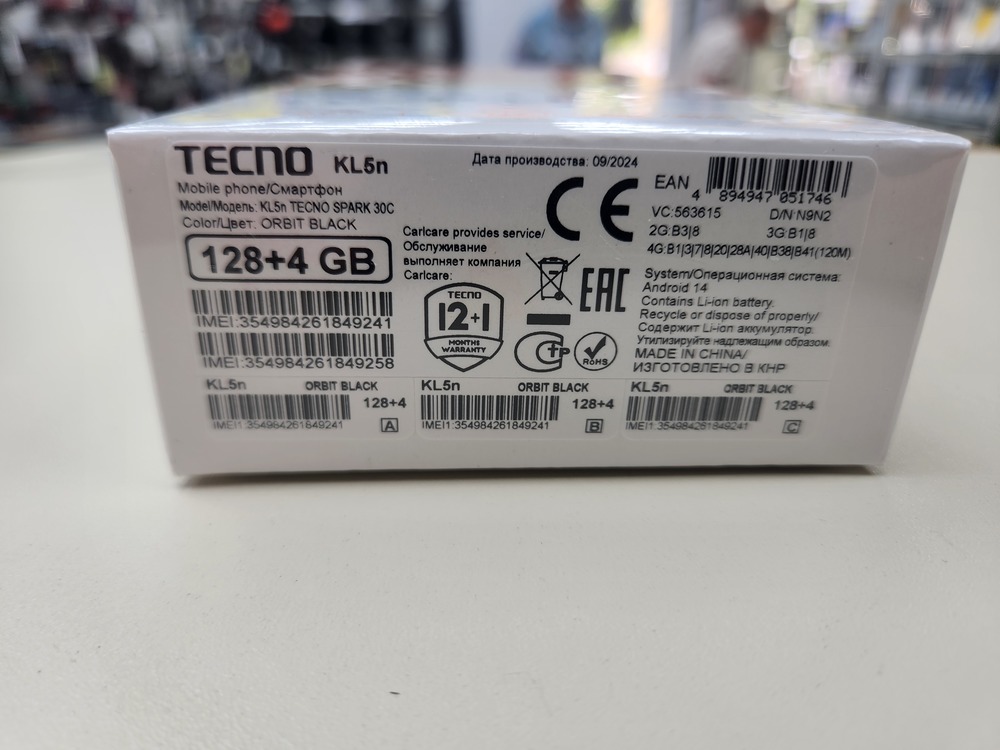 TECNO KL5n
Mobile phone/Смартфон
Model/Модель: KL5n TECNO SPARK 30C
Color/Цвет: ORBIT BLACK
128+4 GB
IMEI:354984261849241
IMEI:354984261849258
Дата производства: 09/2024
CE
Carlcare provides service/
Обслуживание
выполняет компания
Carlcare:
EAC
TECNO
12+1
MONTHS
WARRANTY
CTP
RoHS
EAN
4 894947 051746
VC:563615 D/N:N9N2
2G:B3|8 3G:B1|8
4G:B1|3|7|8|20|28A|40|B38|B41(120M)
System/Операционная система:
Android 14
Contains Li-ion battery.
Recycle or dispose of properly/
Содержит Li-ion аккумулятор.
Утилизируйте надлежащим образом.
MADE IN CHINA/
ИЗГОТОВЛЕНО В КНР
KL5n ORBIT BLACK
128+4
IMEI1:354984261849241 A
KL5n ORBIT BLACK
128+4
IMEI1:354984261849241 B
KL5n ORBIT BLACK
128+4
IMEI1:354984261849241 C